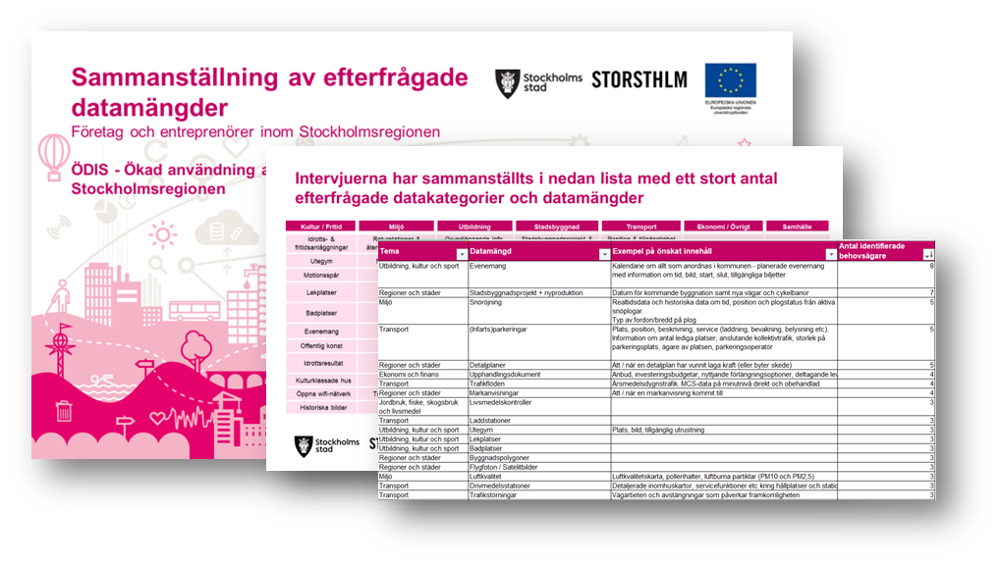 Sammanställning av efterfrågade
datamängder
Företag och entreprenörer inom Stockholmsregionen
ÖDIS - Ökad användning
Stockholmsregionen
Stockholms
stad
STORSTHLM
EUROPEISKA UNIONEN
Europeiska regionala
utvecklingsfonden
Intervjuerna har sammanställts i nedan lista med ett stort antal
efterfrågade datakategorier och datamängder
Kultur / Fritid Miljö Utbildning Stadsbyggnad Transport Ekonomi / Övrigt Samhälle
Idrotts- &
fritidsanläggningar
Utegym
Motionsspår
Lekplatser
Badplatser
Evenemang
Offentlig konst
Idrottsresultat
Kulturklassade hus
Öppna wifi-nätverk
Historiska bilder
Stockholms
stad
Tema Datamängd Exempel på önskat innehåll Antal identifierade
behovsägare
Utbildning, kultur och sport Evenemang Kalendarie om allt som anordnas i kommunen - planerade evenemang 8
med information om tid, bild, start, slut, tillgängliga biljetter
Regioner och städer Stadsbyggnadsprojekt + nyproduktion Datum för kommande byggnation samt nya vägar och cykelbanor 7
Miljö Snöröjning Realtidsdata och historiska data om tid, position och plogstatus från aktiva 5
snöplogar.
Typ av fordon/bredd på plog
Transport (Infarts)parkeringar Plats, position, beskrivning, service (laddning, bevakning, belysning etc). 5
Information om antal lediga platser, anslutande kollektivtrafik, storlek på
parkeringsplats, ägare av platsen, parkeringsoperatör
Regioner och städer Detaljplaner Att / när en detaljplan har vunnit laga kraft (eller byter skede) 5
Ekonomi och finans Upphandlingsdokument Anbud, investeringsbudgetar, nyttjande förlängningsoptioner, deltagande lev 4
Transport Trafikflöden Årsmedelsdygnstrafik. MCS-data på minutnivå direkt och obehandlad 4
Regioner och städer Markanvisningar Att / när en markanvisning kommit till 4
Jordbruk, fiske, skogsbruk Livsmedelskontroller 3
och livsmedel
Transport Laddstationer 3
Utbildning, kultur och sport Utegym Plats, bild, tillgänglig utrustning 3
Utbildning, kultur och sport Lekplatser 3
Utbildning, kultur och sport Badplatser 3
Regioner och städer Byggnadspolygoner 3
Regioner och städer Flygfoton / Satelitbilder 3
Miljö Luftkvalitet Luftkvalitetskarta, pollenhalter, luftburna partiklar (PM10 och PM2,5) 3
Transport Drivmedelsstationer Detaljerade inomhuskartor, servicefunktioner etc kring hållplatser och static 3
Transport Trafikstörningar Vägarbeten och avstängningar som påverkar framkomligheten 3